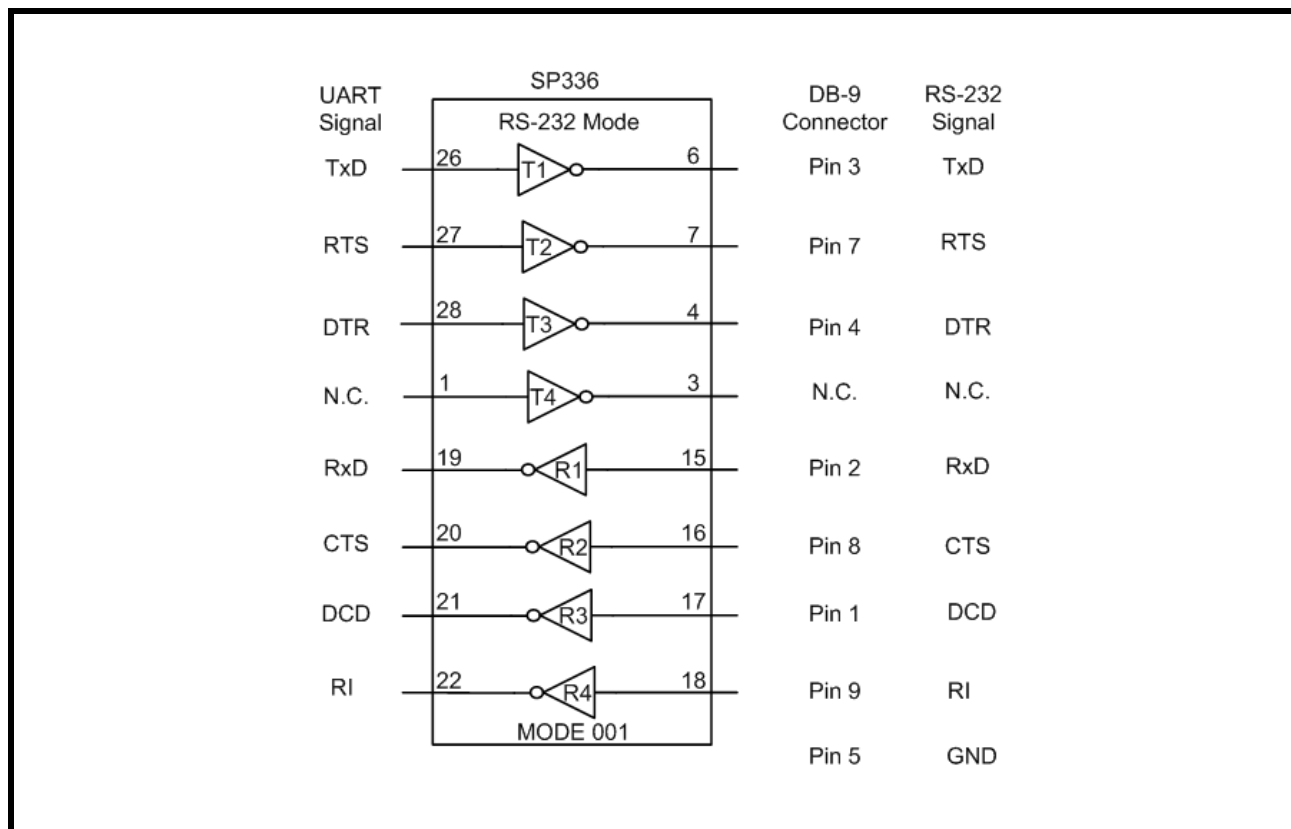 SP336
UART Signal
RS-232 Mode
DB-9 Connector
RS-232 Signal
TxD 26 T1 6 Pin 3 TxD
RTS 27 T2 7 Pin 7 RTS
DTR 28 T3 4 Pin 4 DTR
N.C. 1 T4 3 N.C. N.C.
RxD 19 R1 15 Pin 2 RxD
CTS 20 R2 16 Pin 8 CTS
DCD 21 R3 17 Pin 1 DCD
RI 22 R4 18 Pin 9 RI
MODE 001
Pin 5 GND